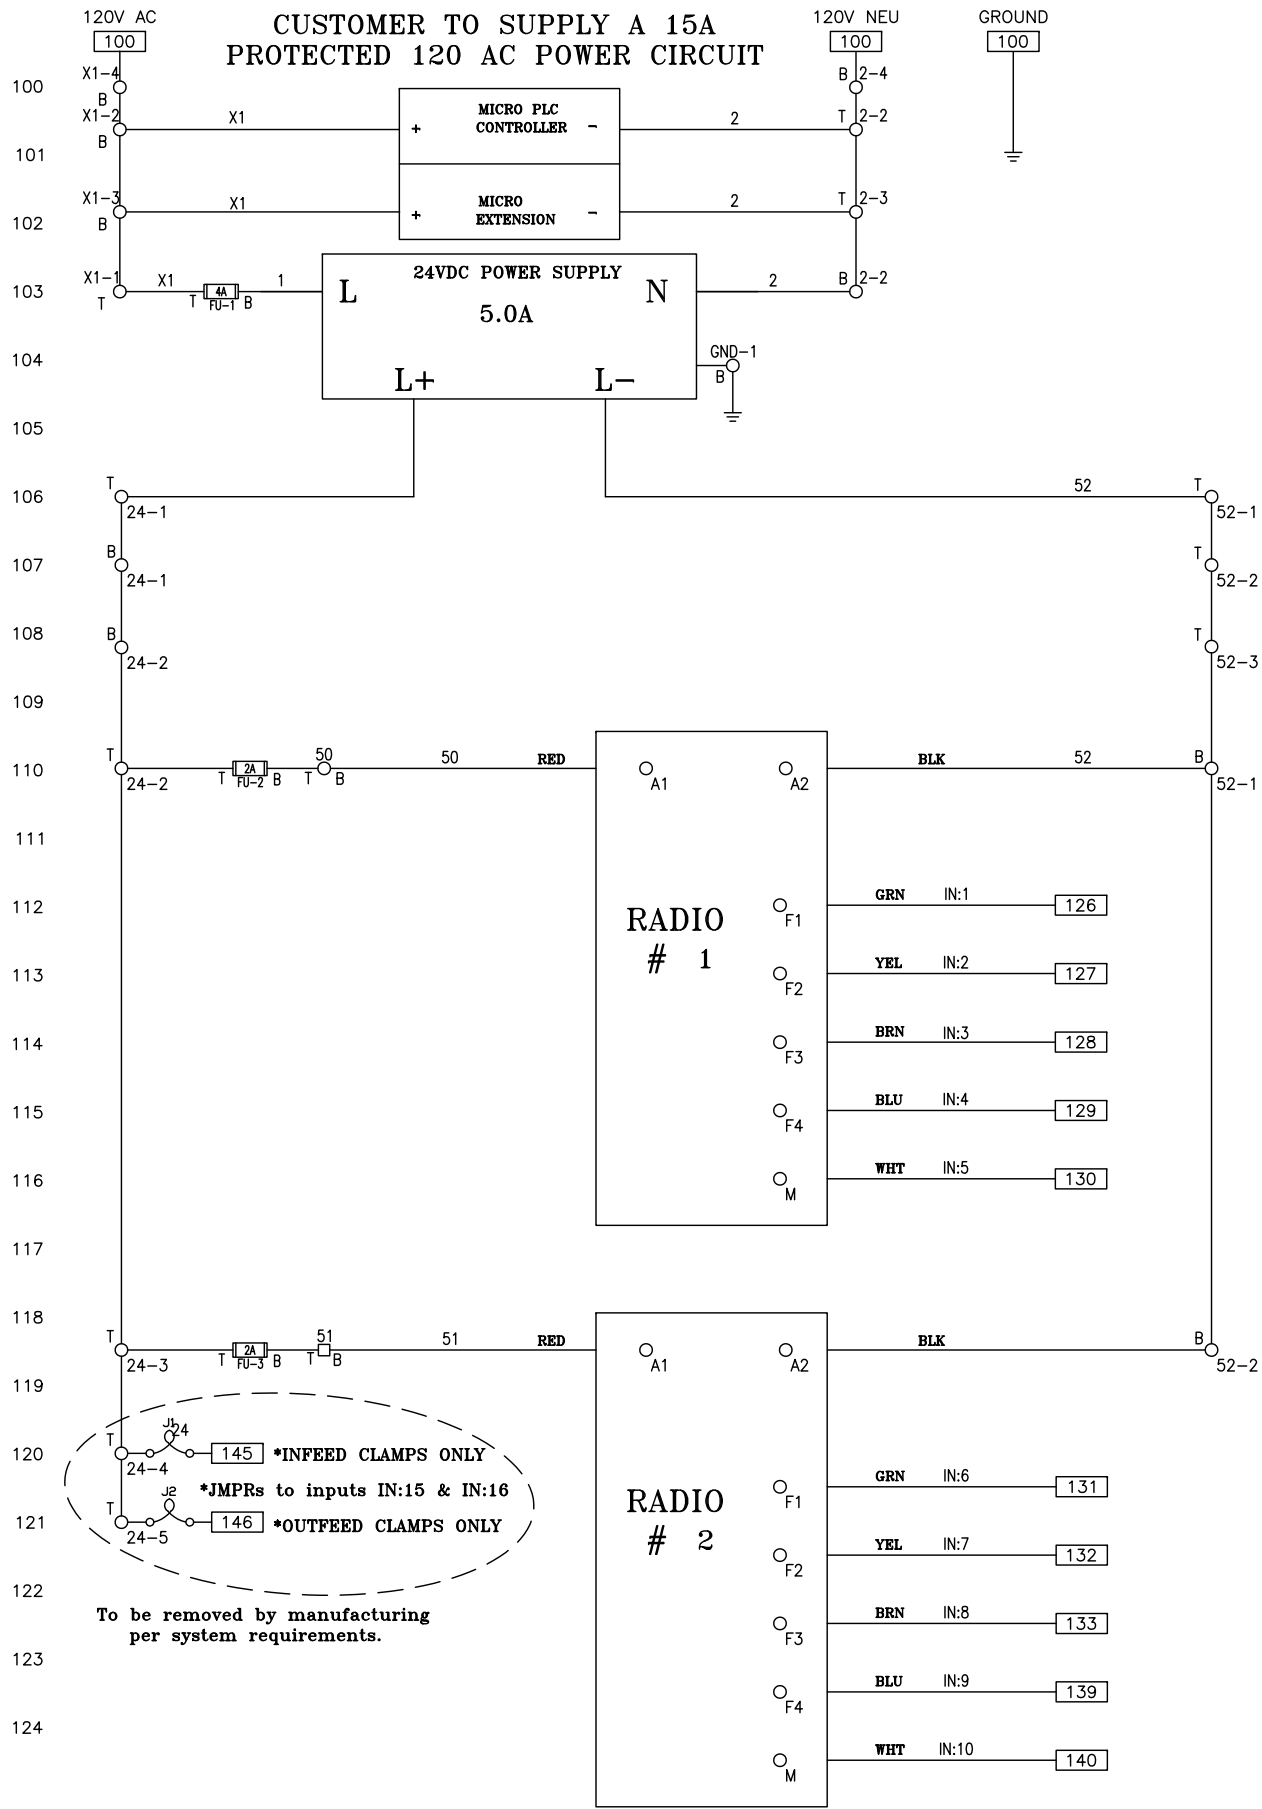 120V AC
CUSTOMER TO SUPPLY A 15A
120V NEU
GROUND
100
PROTECTED 120 AC POWER CIRCUIT
100
100
X1-4
B 2-4
100
B
X1-2
X1
MICRO PLC
2
T 2-2
+ CONTROLLER -
B
101
X1-3
X1
MICRO
2
T 2-3
+ EXTENSION -
B
102
24VDC POWER SUPPLY
X1-1
X1
1
2
B 2-2
103
T
T
4A
FU-1
B
L
N
5.0A
104
GND-1
B
L+
L-
105
T
52
T
106
24-1
52-1
B
T
107
24-1
52-2
B
T
108
24-2
52-3
109
T
50
50
RED
BLK
52
B
110
24-2
T
2A
FU-2
B
T
B
A1
A2
52-1
111
GRN
IN:1
112
F1
126
RADIO
# 1
YEL
IN:2
113
F2
127
BRN
IN:3
114
F3
128
BLU
IN:4
115
F4
129
WHT
IN:5
116
M
130
117
118
T
51
51
RED
BLK
B
24-3
T
2A
FU-3
B
T
B
A1
A2
52-2
119
J1
24
T
120
24-4
145
*INFEED CLAMPS ONLY
*JMPRs to inputs IN:15 & IN:16
J2
T
121
24-5
146
*OUTFEED CLAMPS ONLY
GRN
IN:6
F1
131
RADIO
# 2
YEL
IN:7
F2
132
122
To be removed by manufacturing
per system requirements.
BRN
IN:8
F3
133
123
BLU
IN:9
F4
139
124
WHT
IN:10
M
140